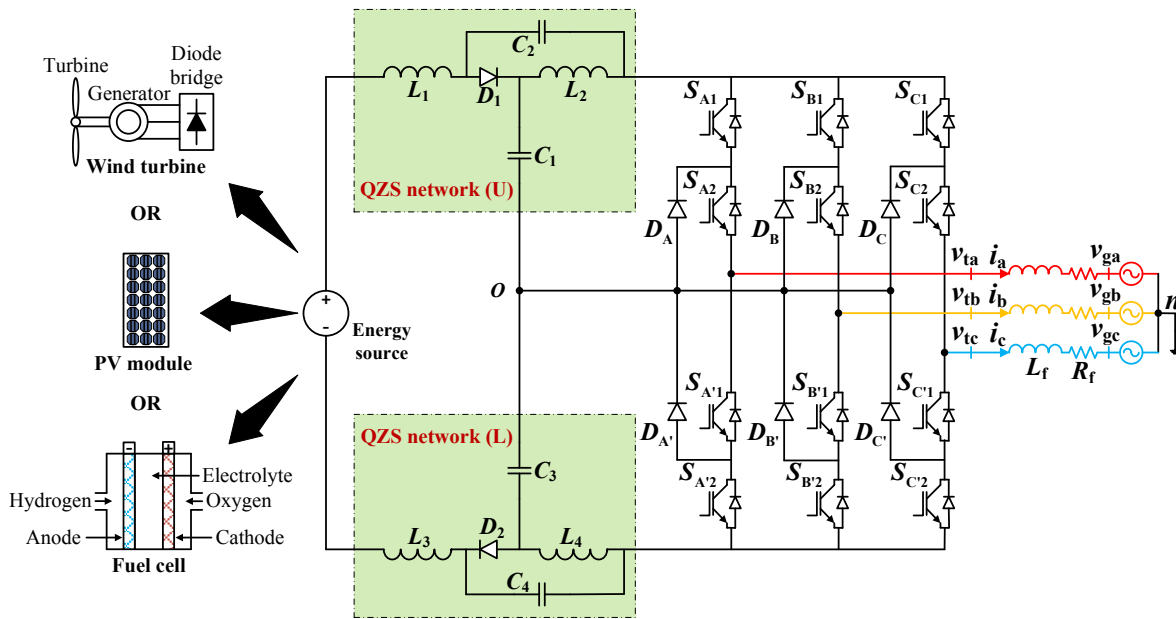 Turbine
Generator
Diode
bridge
Wind turbine
OR
PV module
OR
Electrolyte
Hydrogen
Oxygen
Anode
Cathode
Fuel cell
-
+
+
-
Energy
source
C2
L1
D1
L2
C1
QZS network (U)
O
QZS network (L)
C3
L3
D2
L4
C4
SA1
SB1
SC1
SA2
SB2
SC2
DA
DB
DC
vta
ia
vga
vtb
ib
vgb
vtc
ic
vgc
n
Lf
Rf
SA'1
SB'1
SC'1
DA'
DB'
DC'
SA'2
SB'2
SC'2